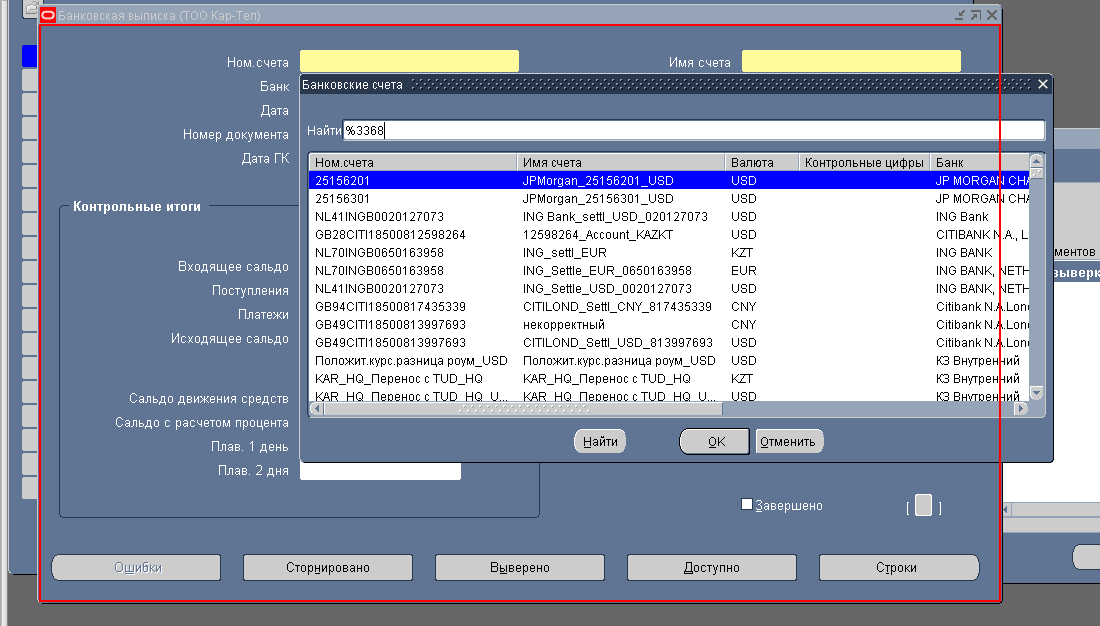 Банковская выписка (ТОО Кар-Тел)
Ном.счета Имя счета
Банк
Дата
Номер документа
Дата ГК
Контрольные итоги
Входящее сальдо
Поступления
Платежи
Исходящее сальдо
Сальдо движения средств
Сальдо с расчетом процента
Плав. 1 день
Плав. 2 дня
Завершено [ ]
Ошибки Сторнировано Выверено Доступно Строки
Банковские счета
Найти %3368
Ном.счета Имя счета Валюта Контрольные цифры Банк
25156201 JPMorgan_25156201_USD USD JP MORGAN CHA
25156301 JPMorgan_25156301_USD USD JP MORGAN CHA
NL41INGB0020127073 ING Bank_settl_USD_020127073 USD ING Bank
GB28CITI18500812598264 12598264_Account_KAZKT USD CITIBANK N.A., L
NL70INGB0650163958 ING_settl_EUR KZT ING BANK
NL70INGB0650163958 ING_Settle_EUR_0650163958 EUR ING BANK, NETH
NL41INGB0020127073 ING_Settle_USD_0020127073 USD ING BANK, NETH
GB94CITI18500817435339 CITILOND_Settl_CNY_817435339 CNY Citibank N.A.Lon
GB49CITI18500813997693 некорректный CNY Citibank N.A.Lon
GB49CITI18500813997693 CITILOND_Settl_USD_813997693 USD Citibank N.A.Lon
Положит.курс.разница роум_USD Положит.курс.разница роум_USD USD КЗ Внутренний
KAR_HQ_Перенос с TUD_HQ KAR_HQ_Перенос с TUD_HQ KZT КЗ Внутренний
KAR_HQ_Перенос с TUD_HQ_U... KAR_HQ_Перенос с TUD_HQ_U... USD КЗ Внутренний
Найти OK Отменить
ментов
выверк